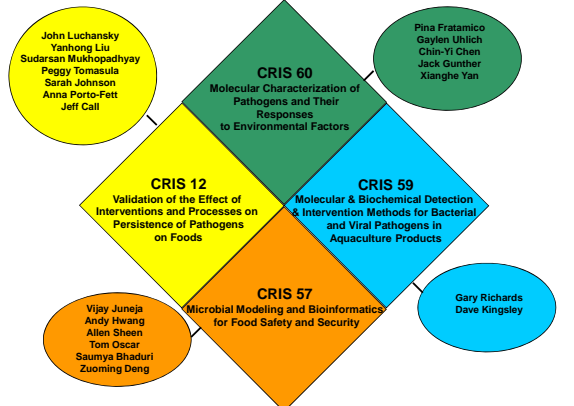 John Luchansky
Yanhong Liu
Sudarsan Mukhopadhyay
Peggy Tomasula
Sarah Johnson
Anna Porto-Fett
Jeff Call
CRIS 60
Molecular Characterization of
Pathogens and Their
Responses
to Environmental Factors
Pina Fratamico
Gaylen Uhlich
Chin-Yi Chen
Jack Gunther
Xianghe Yan
CRIS 12
Validation of the Effect of
Interventions and Processes on
Persistence of Pathogens
on Foods
CRIS 59
Molecular & Biochemical Detection
& Intervention Methods for Bacterial
and Viral Pathogens in
Aquaculture Products
CRIS 57
Microbial Modeling and Bioinformatics
for Food Safety and Security
Vijay Juneja
Andy Hwang
Allen Sheen
Tom Oscar
Saumya Bhaduri
Zuoming Deng
Gary Richards
Dave Kingsley